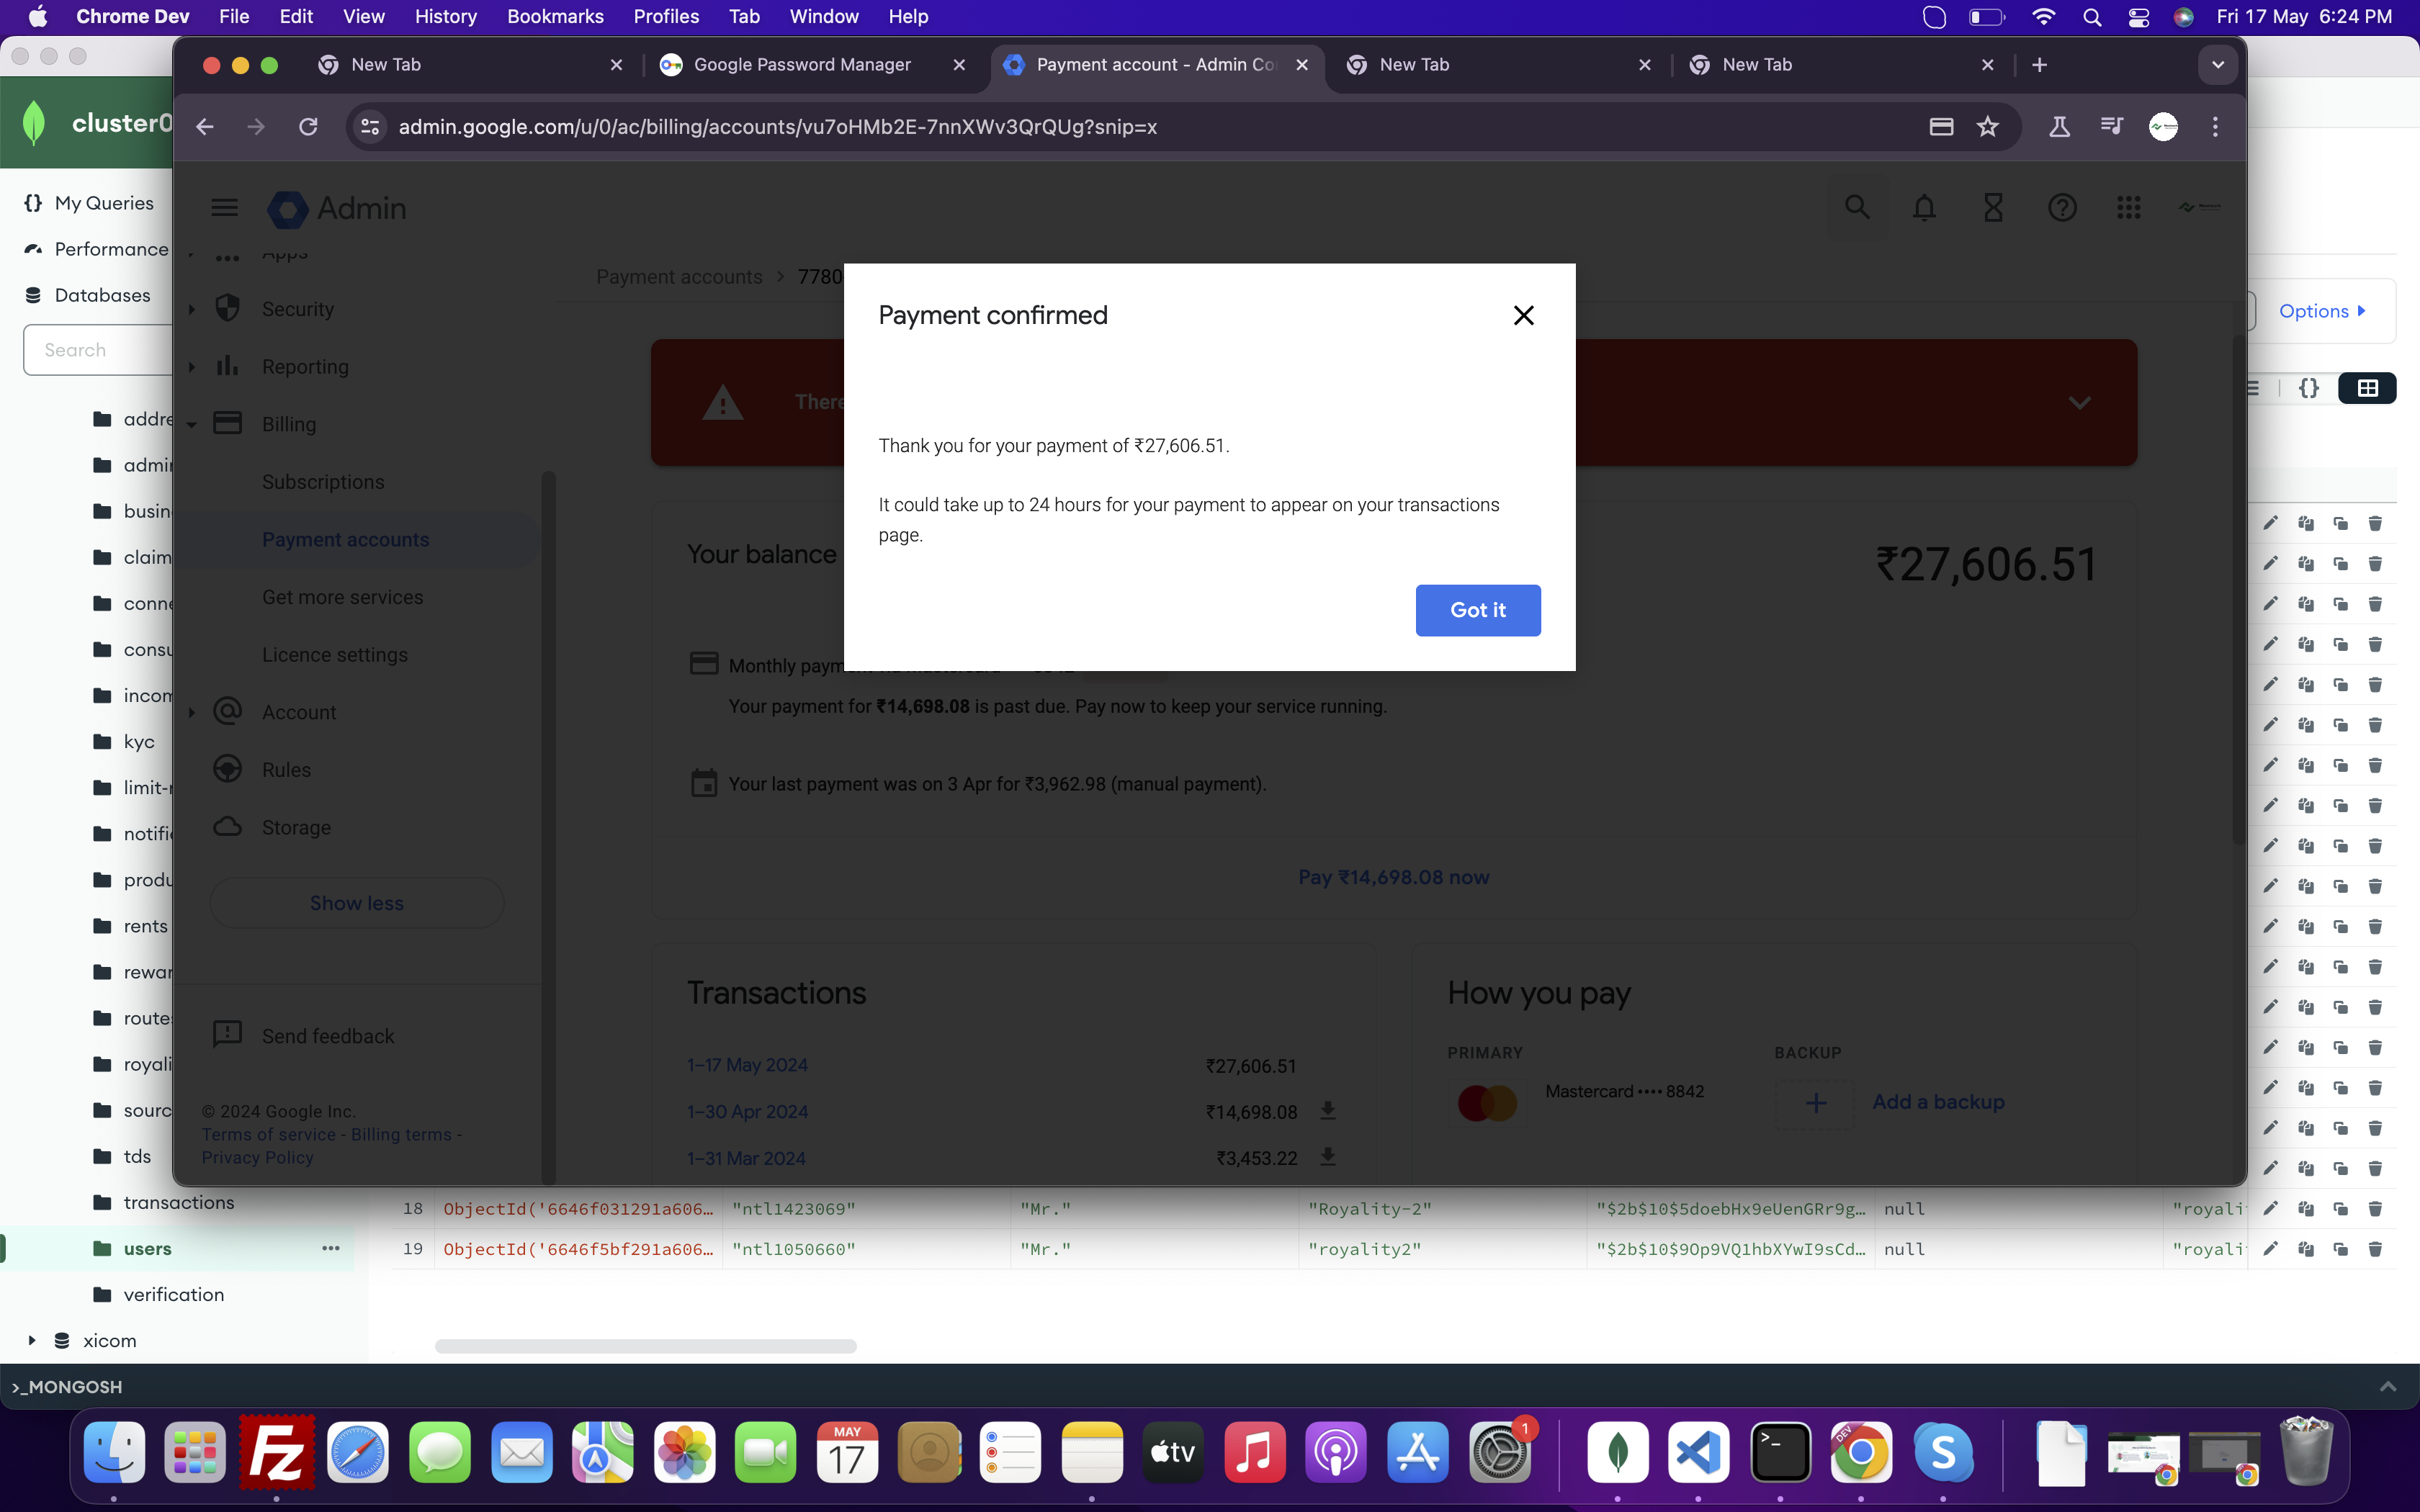 Chrome Dev File Edit View History Bookmarks Profiles Tab Window Help Fri 17 May 6:24 PM
New Tab Google Password Manager Payment account - Admin Co New Tab New Tab
admin.google.com/u/0/ac/billing/accounts/vu7oHMb2E-7nnXWv3QrQUg?snip=x
cluster0
My Queries
Performance
Databases
Search
addre
admin
busin
claim
conne
consu
incom
kyc
limit-r
notific
produ
rents
rewar
routes
royali
sourc
tds
transactions
users
verification
xicom
Admin
Apps
Security
Reporting
Billing
Subscriptions
Payment accounts
Get more services
Licence settings
Account
Rules
Storage
Show less
Send feedback
© 2024 Google Inc.
Terms of service - Billing terms -
Privacy Policy
Payment accounts > 7780
There
Payment confirmed
Thank you for your payment of ₹27,606.51.
It could take up to 24 hours for your payment to appear on your transactions
page.
Got it
Your balance ₹27,606.51
Monthly paym
Your payment for ₹14,698.08 is past due. Pay now to keep your service running.
Your last payment was on 3 Apr for ₹3,962.98 (manual payment).
Pay ₹14,698.08 now
Transactions
1–17 May 2024 ₹27,606.51
1–30 Apr 2024 ₹14,698.08
1–31 Mar 2024 ₹3,453.22
How you pay
PRIMARY BACKUP
Mastercard •••• 8842 Add a backup
Options
18 ObjectId('6646f031291a606… "ntl1423069" "Mr." "Royality-2" "$2b$10$5doebHx9eUenGRr9g… null "royali
19 ObjectId('6646f5bf291a606… "ntl1050660" "Mr." "royality2" "$2b$10$9Op9VQ1hbXYwI9sCd… null "royali
>_MONGOSH
MAY
17
tv
1
DEV